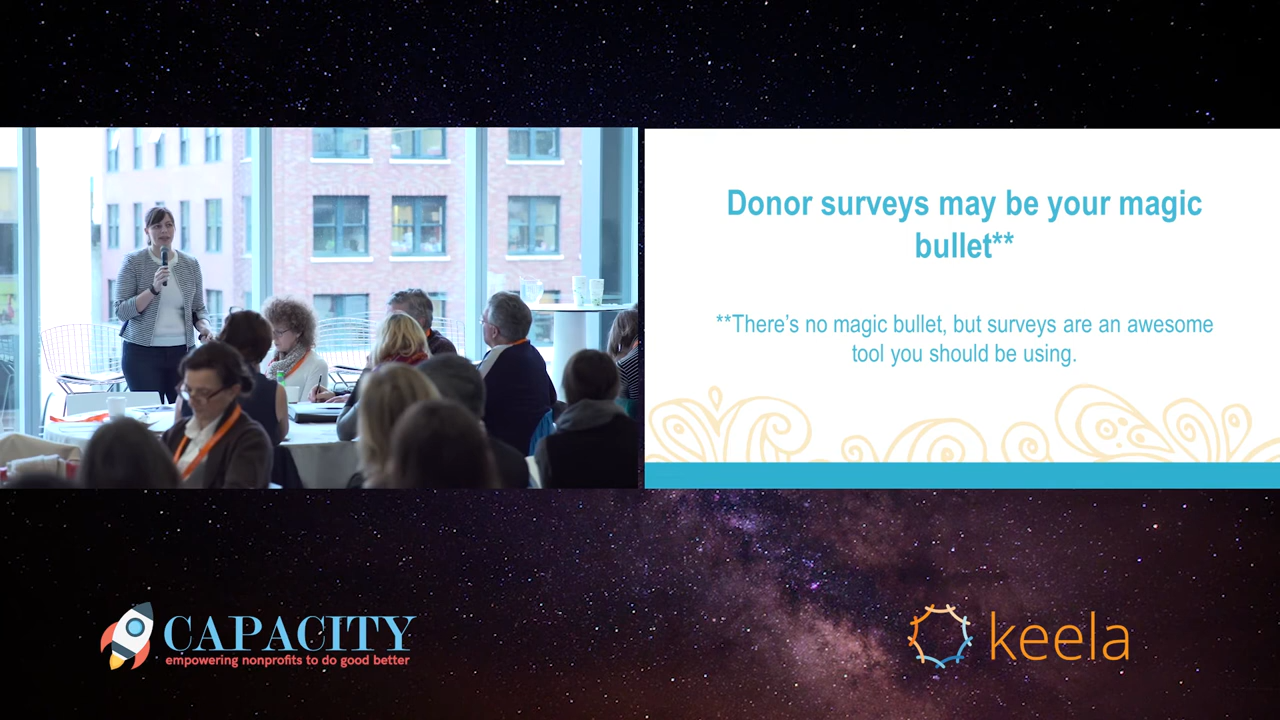 Donor surveys may be your magic
bullet**
**There's no magic bullet, but surveys are an awesome
tool you should be using.
CAPACITY
empowering nonprofits to do good better
keela